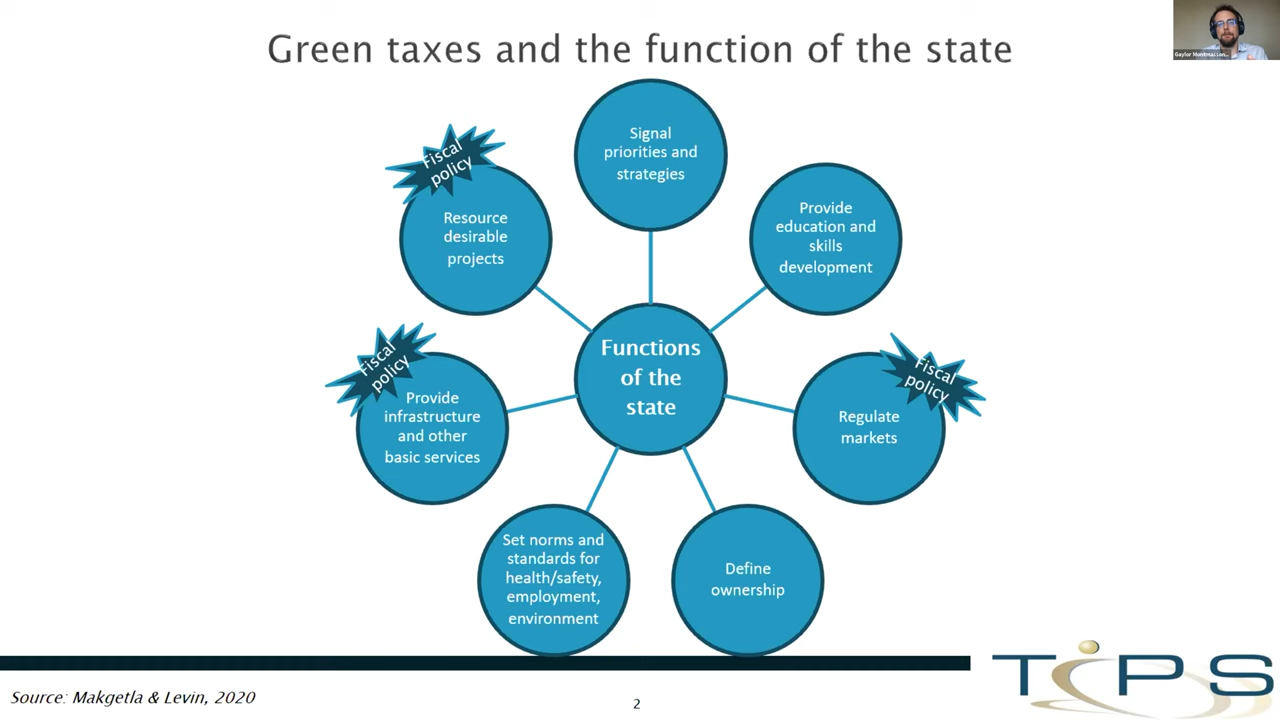 Green taxes and the function of the state
Gaylor Montmasson...
Signal
priorities and
strategies
Provide
education and
skills
development
Fiscal
policy
Regulate
markets
Define
ownership
Set norms and
standards for
health/safety,
employment,
environment
Fiscal
policy
Provide
infrastructure
and other
basic services
Fiscal
policy
Resource
desirable
projects
Functions
of the
state
TIPS
Source: Makgetla & Levin, 2020
2